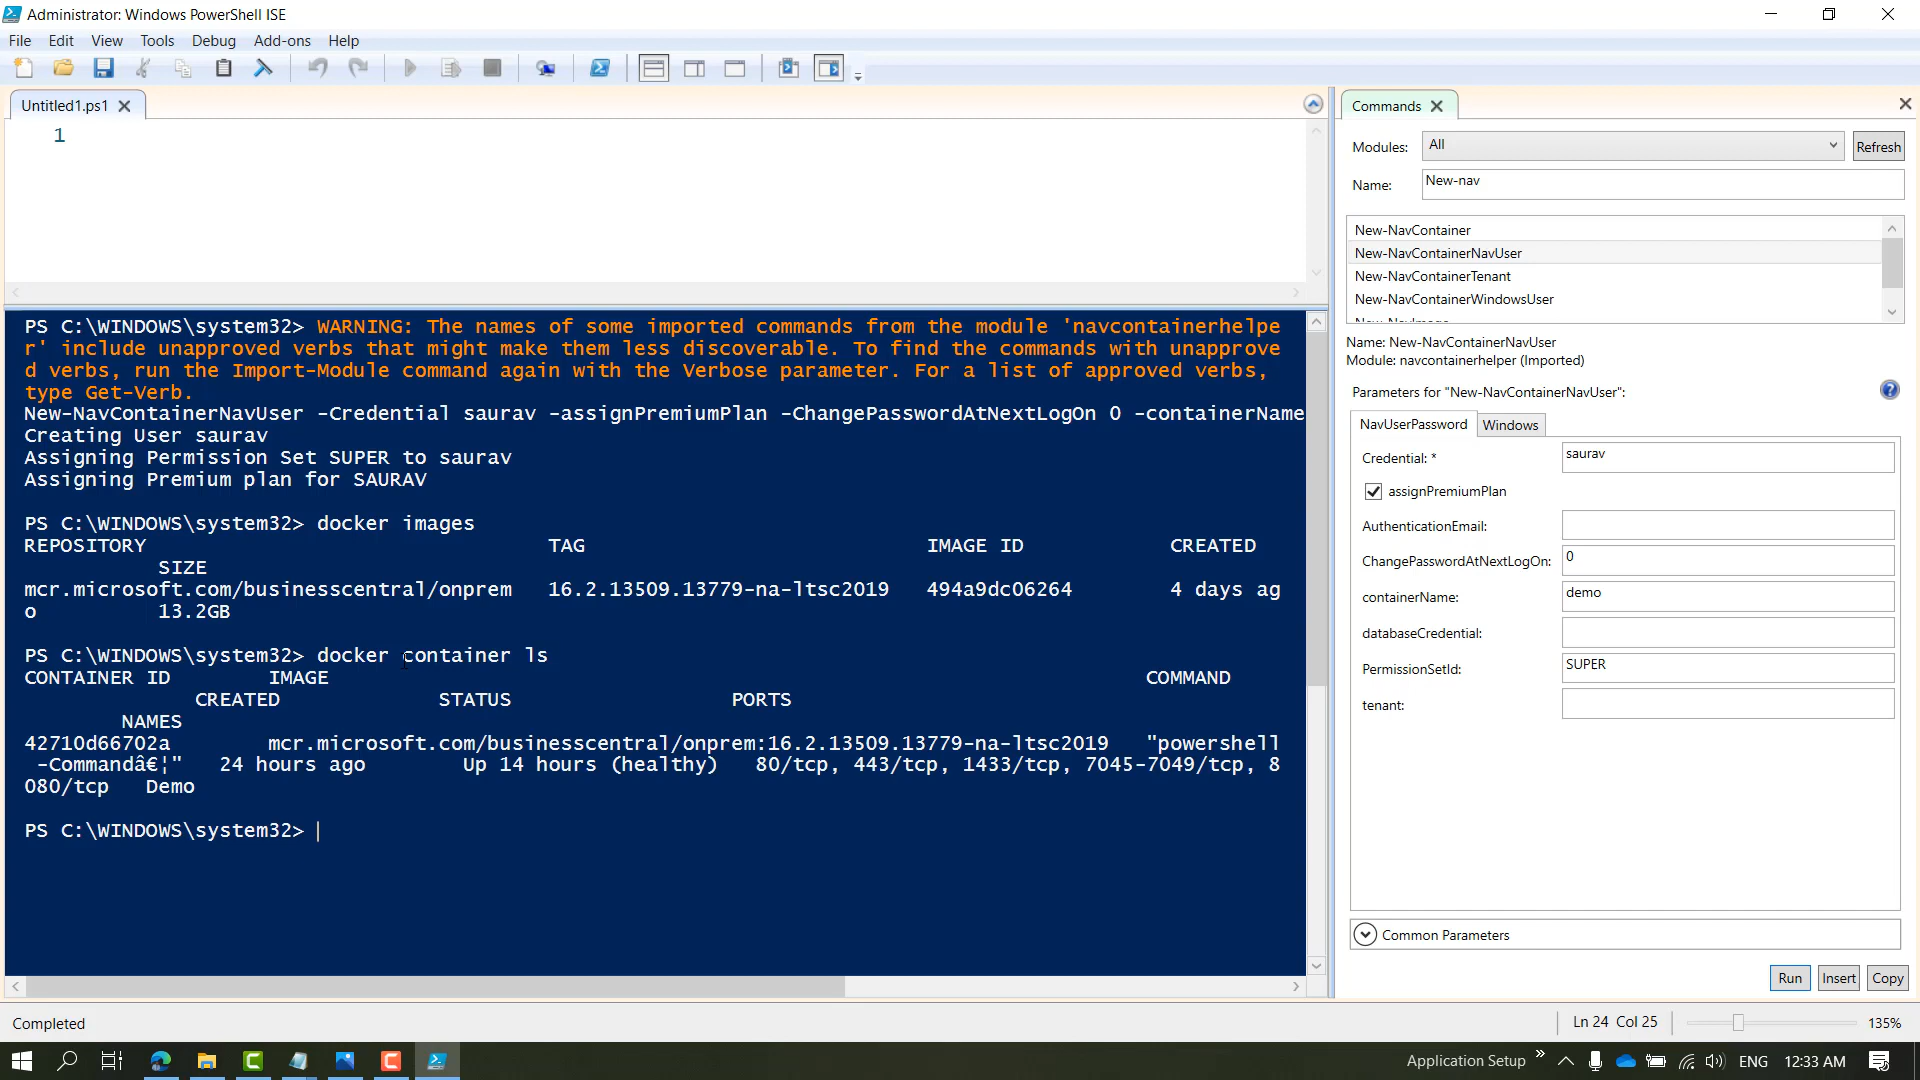 Administrator: Windows PowerShell ISE
File Edit View Tools Debug Add-ons Help
Untitled1.ps1
1
PS C:\WINDOWS\system32> WARNING: The names of some imported commands from the module 'navcontainerhelpe
r' include unapproved verbs that might make them less discoverable. To find the commands with unapprove
d verbs, run the Import-Module command again with the Verbose parameter. For a list of approved verbs,
type Get-Verb.
New-NavContainerNavUser -Credential saurav -assignPremiumPlan -ChangePasswordAtNextLogOn 0 -containerName
Creating User saurav
Assigning Permission Set SUPER to saurav
Assigning Premium plan for SAURAV
PS C:\WINDOWS\system32> docker images
REPOSITORY TAG IMAGE ID CREATED
SIZE
mcr.microsoft.com/businesscentral/onprem 16.2.13509.13779-na-ltsc2019 494a9dc06264 4 days ag
o 13.2GB
PS C:\WINDOWS\system32> docker container ls
CONTAINER ID IMAGE COMMAND
CREATED STATUS PORTS
NAMES
42710d66702a mcr.microsoft.com/businesscentral/onprem:16.2.13509.13779-na-ltsc2019 "powershell
-Commandâ€¦" 24 hours ago Up 14 hours (healthy) 80/tcp, 443/tcp, 1433/tcp, 7045-7049/tcp, 8
080/tcp Demo
PS C:\WINDOWS\system32>
Commands
Modules: All Refresh
Name: New-nav
New-NavContainer
New-NavContainerNavUser
New-NavContainerTenant
New-NavContainerWindowsUser
New-NavImage
Name: New-NavContainerNavUser
Module: navcontainerhelper (Imported)
Parameters for "New-NavContainerNavUser":
NavUserPassword Windows
Credential: * saurav
assignPremiumPlan
AuthenticationEmail:
ChangePasswordAtNextLogOn: 0
containerName: demo
databaseCredential:
PermissionSetId: SUPER
tenant:
Common Parameters
Run Insert Copy
Completed
Ln 24 Col 25
135%
Application Setup
ENG
12:33 AM